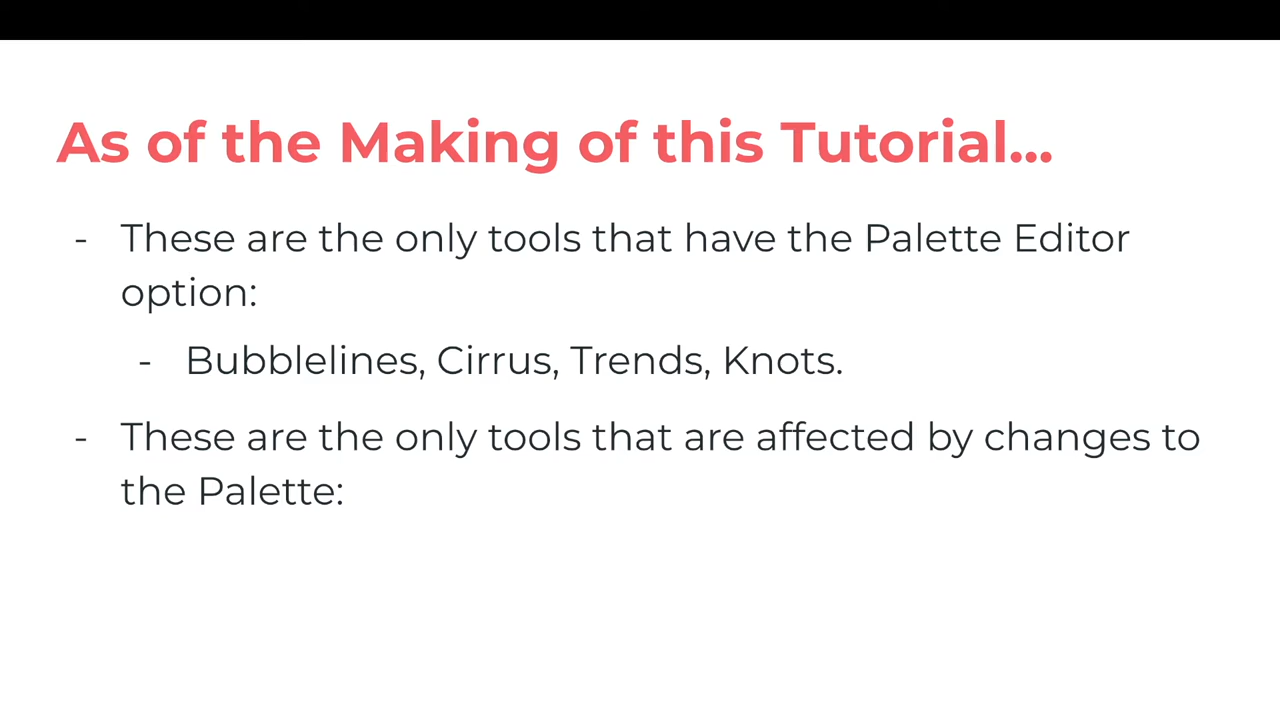 As of the Making of this Tutorial...
- These are the only tools that have the Palette Editor
option:
- Bubblelines, Cirrus, Trends, Knots.
- These are the only tools that are affected by changes to
the Palette: